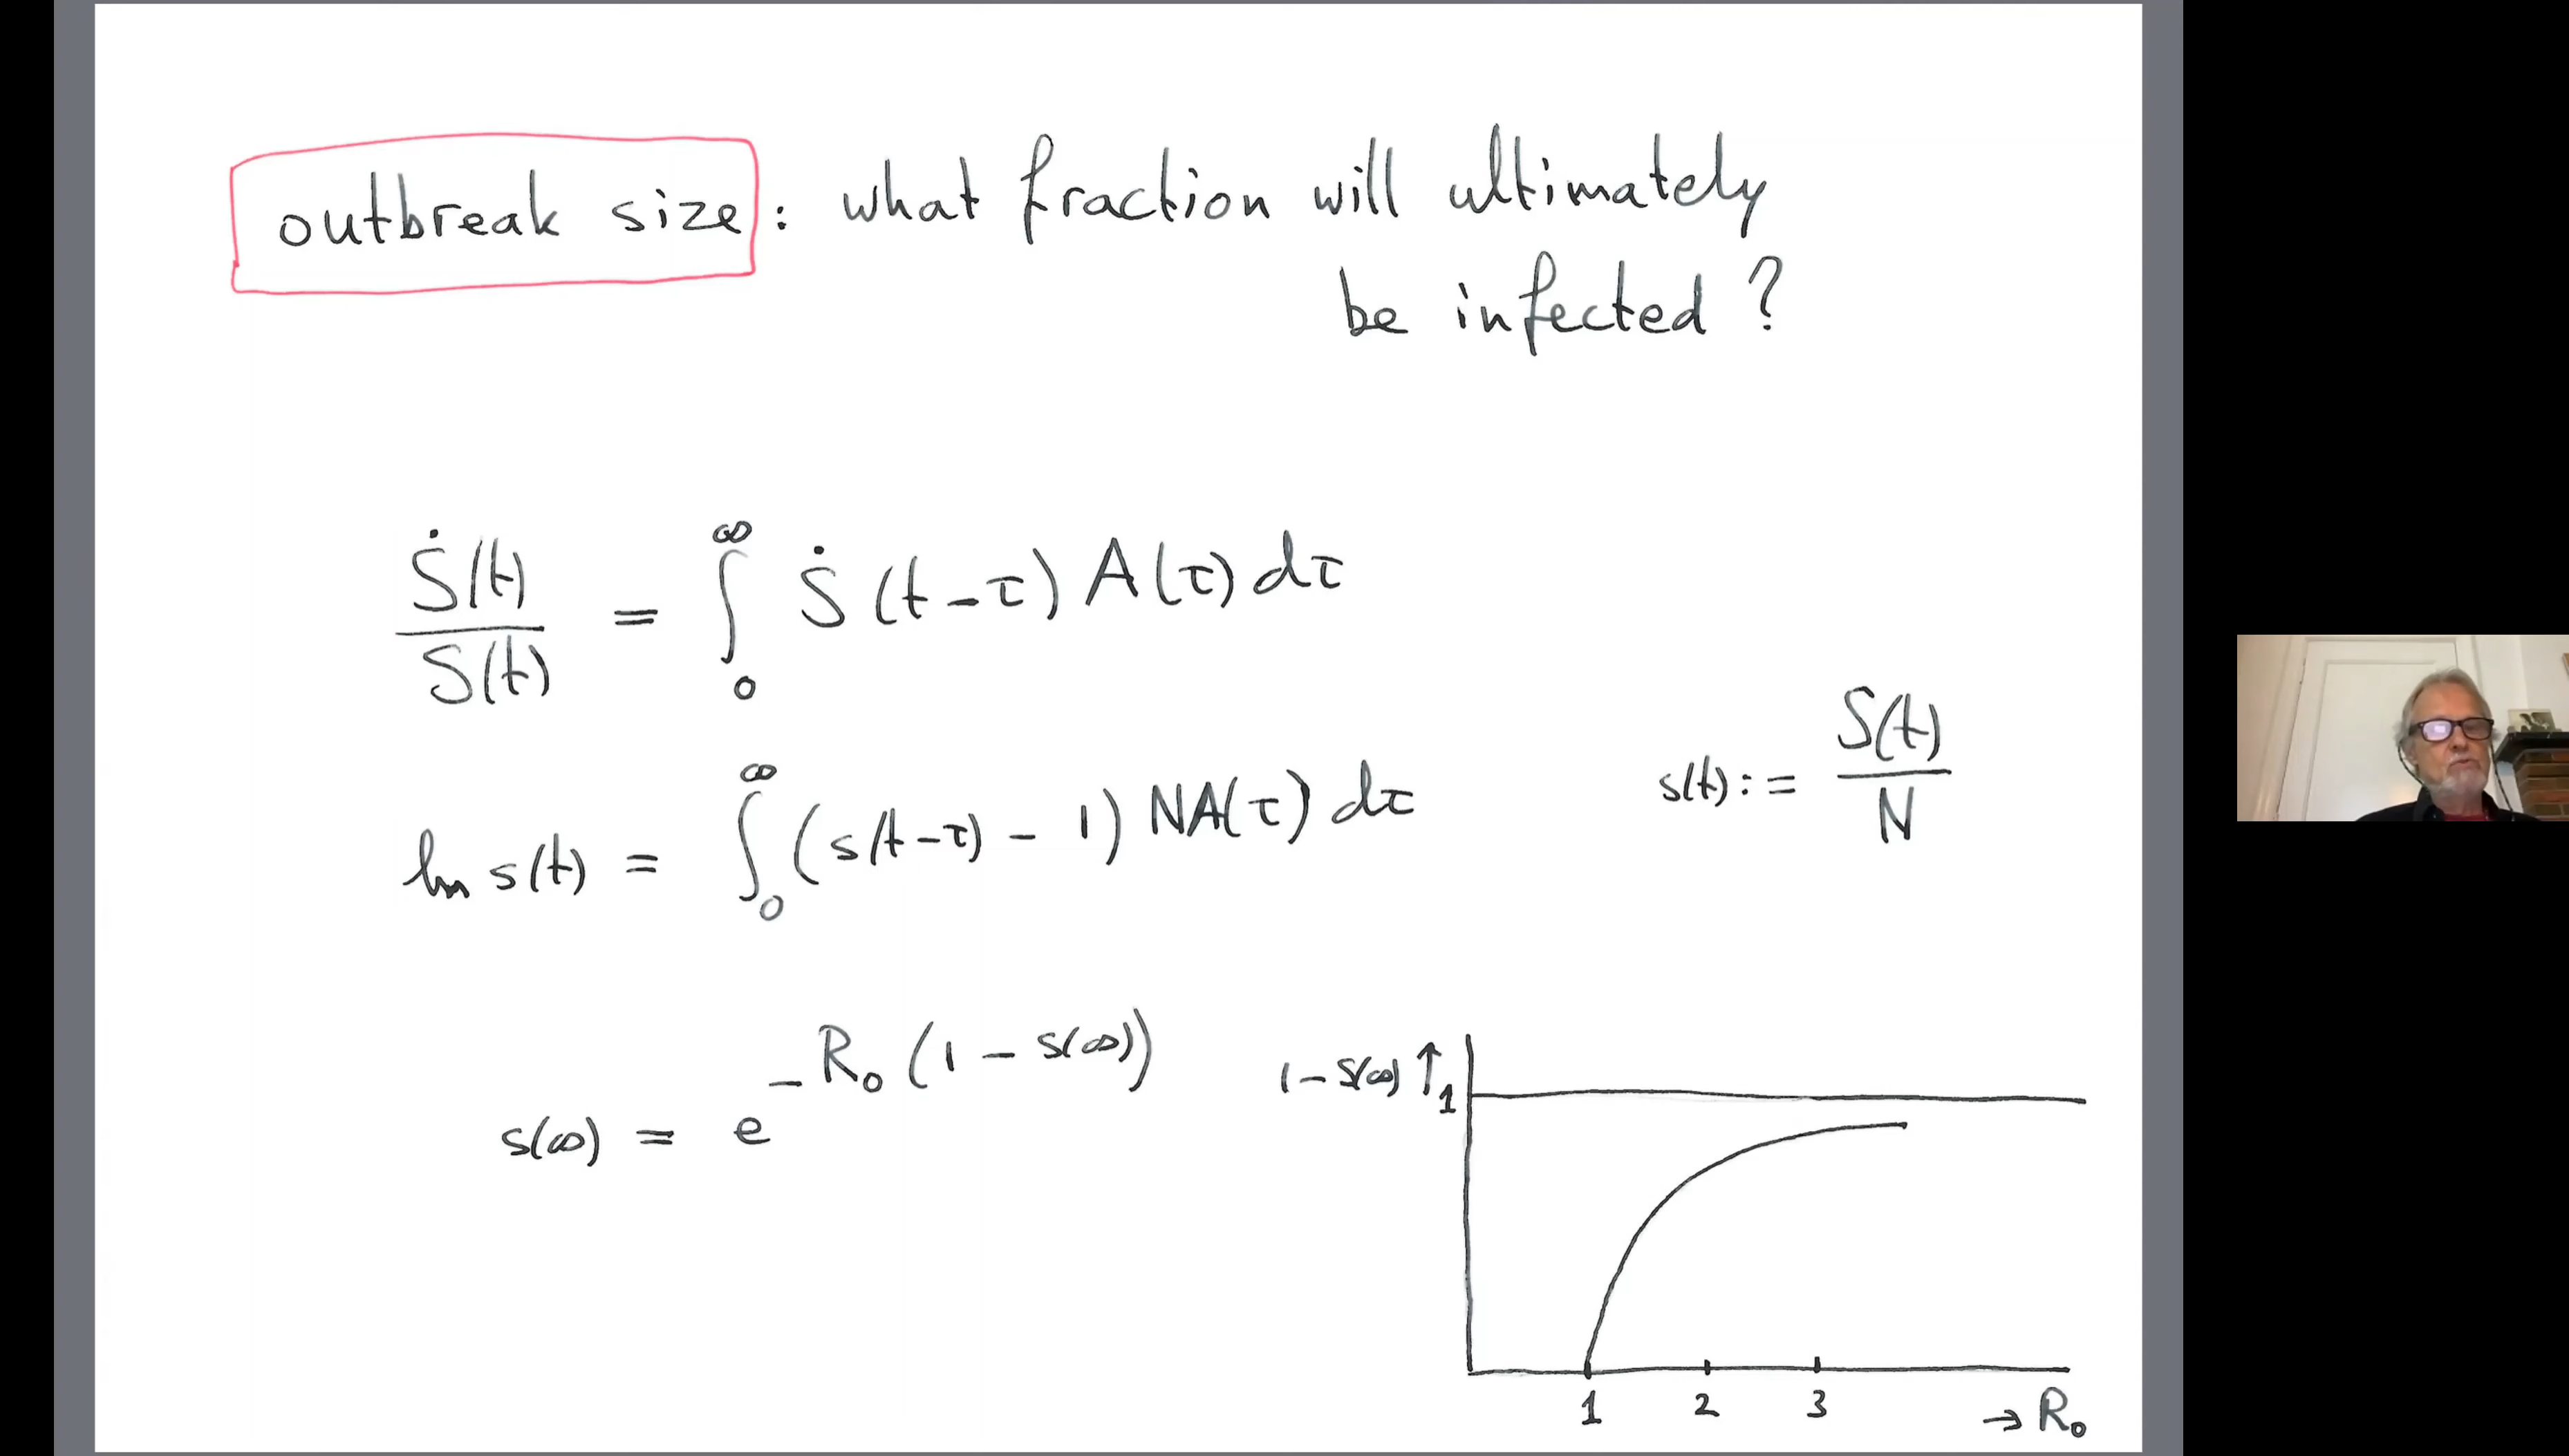 outbreak size : what fraction will ultimately
be infected ?
Ṡ(t)/S(t) = ∫₀^∞ Ṡ(t-τ) A(τ) dτ
ln s(t) = ∫₀^∞ (s(t-τ) - 1) NA(τ) dτ
s(t) := S(t)/N
s(∞) = e^{-R₀(1 - s(∞))}
1 - s(∞) ↑ 1
1 2 3 → R₀